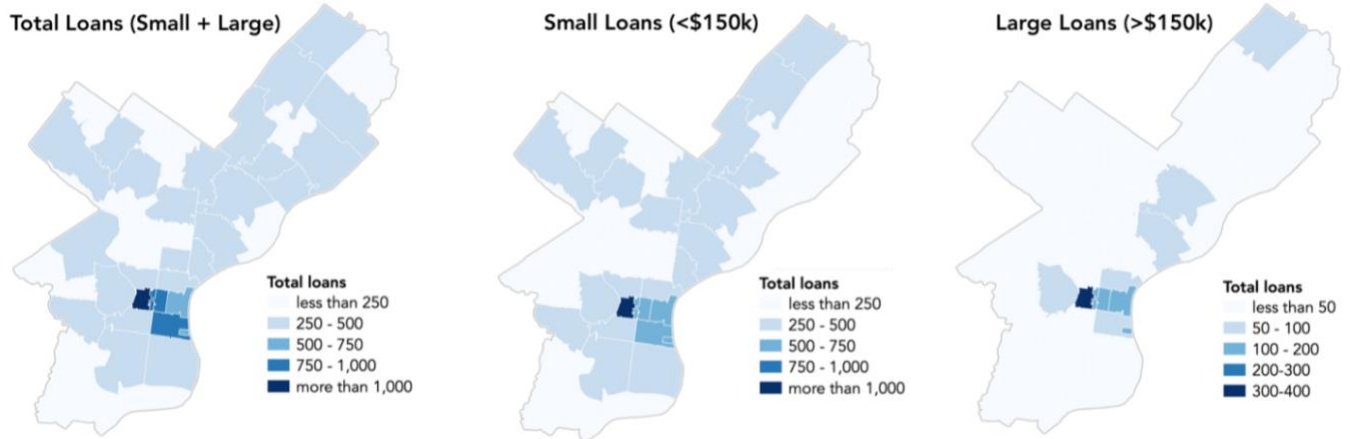 Total Loans (Small + Large)
Small Loans (<$150k)
Large Loans (>$150k)
Total loans
less than 250
250 - 500
500 - 750
750 - 1,000
more than 1,000
Total loans
less than 250
250 - 500
500 - 750
750 - 1,000
more than 1,000
Total loans
less than 50
50 - 100
100 - 200
200-300
300-400